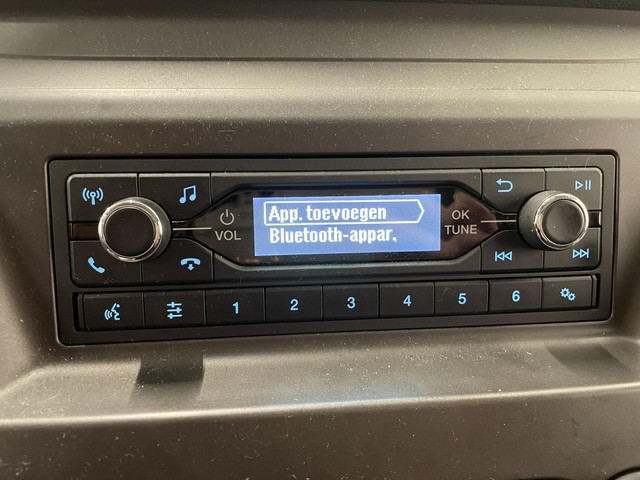 App. toevoegen
Bluetooth-appar.
VOL
OK
TUNE
1
2
3
4
5
6